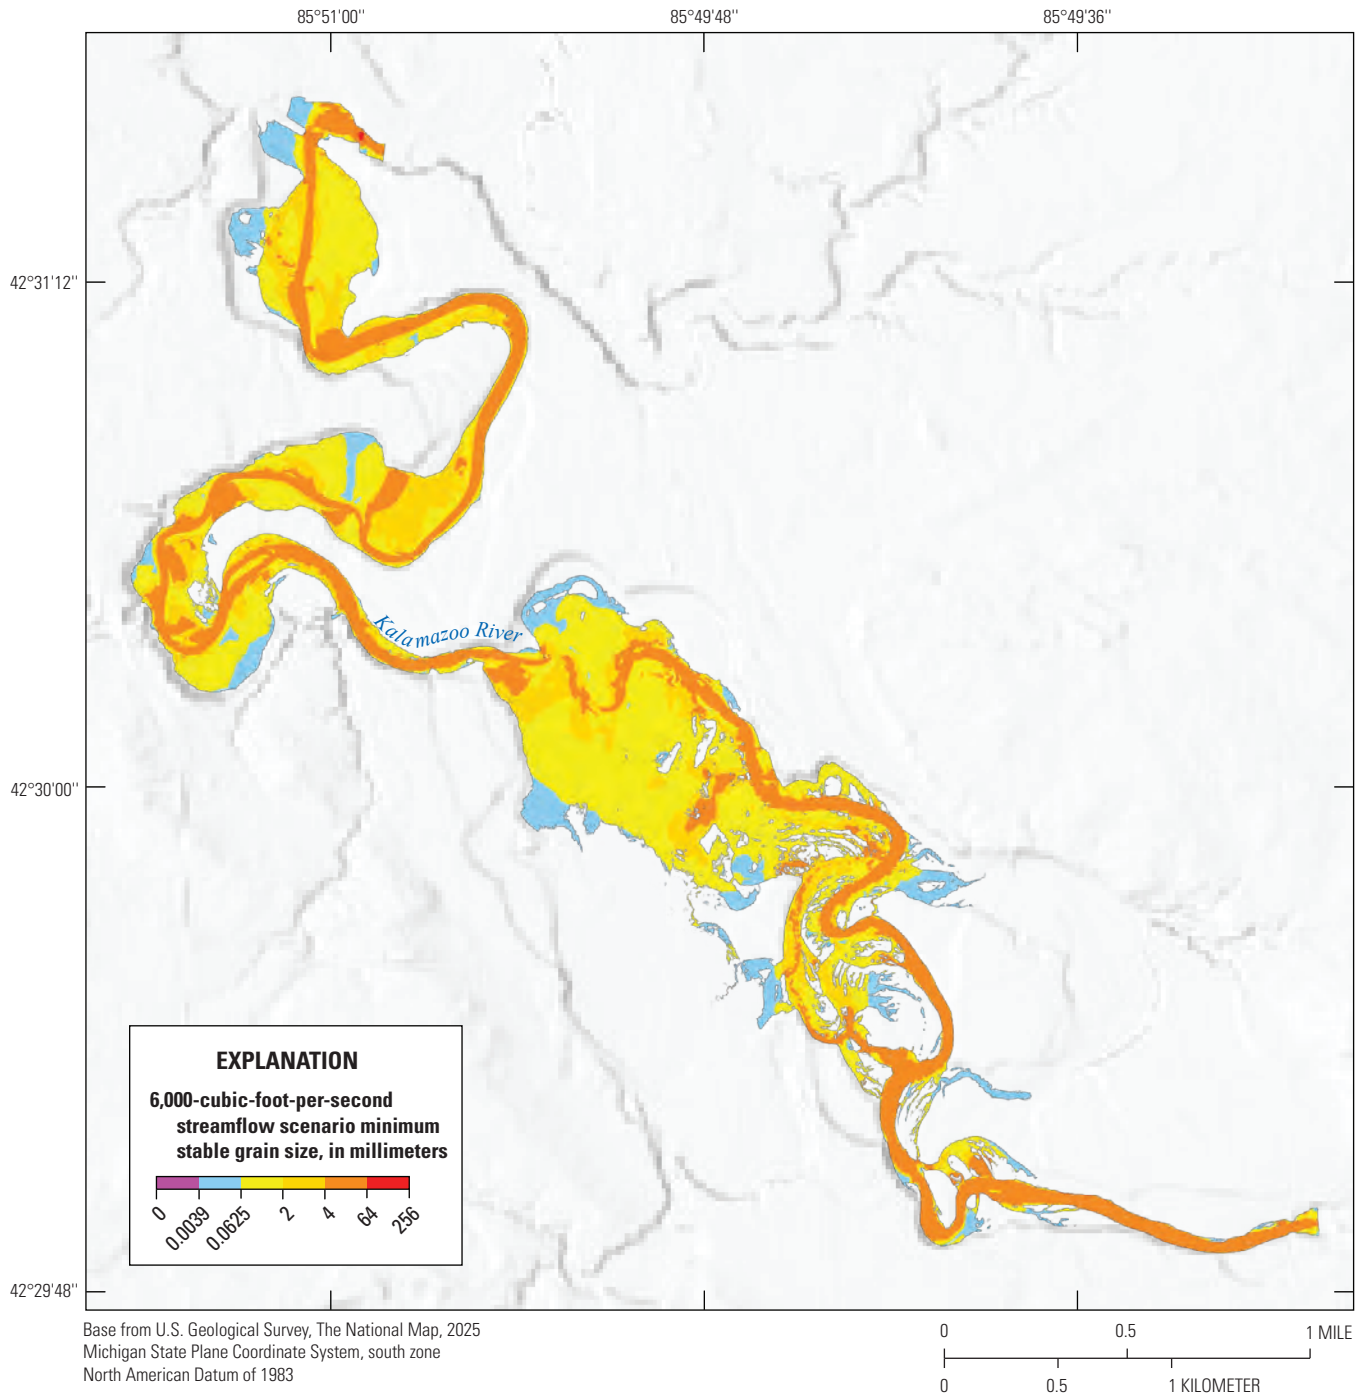 85°51'00"
85°49'48"
85°49'36"
42°31'12"
Kalamazoo River
42°30'00"
EXPLANATION
6,000-cubic-foot-per-second
streamflow scenario minimum
stable grain size, in millimeters
0
0.0039
0.0625
2
4
64
256
42°29'48"
Base from U.S. Geological Survey, The National Map, 2025
Michigan State Plane Coordinate System, south zone
North American Datum of 1983
0 0.5 1 MILE
0 0.5 1 KILOMETER